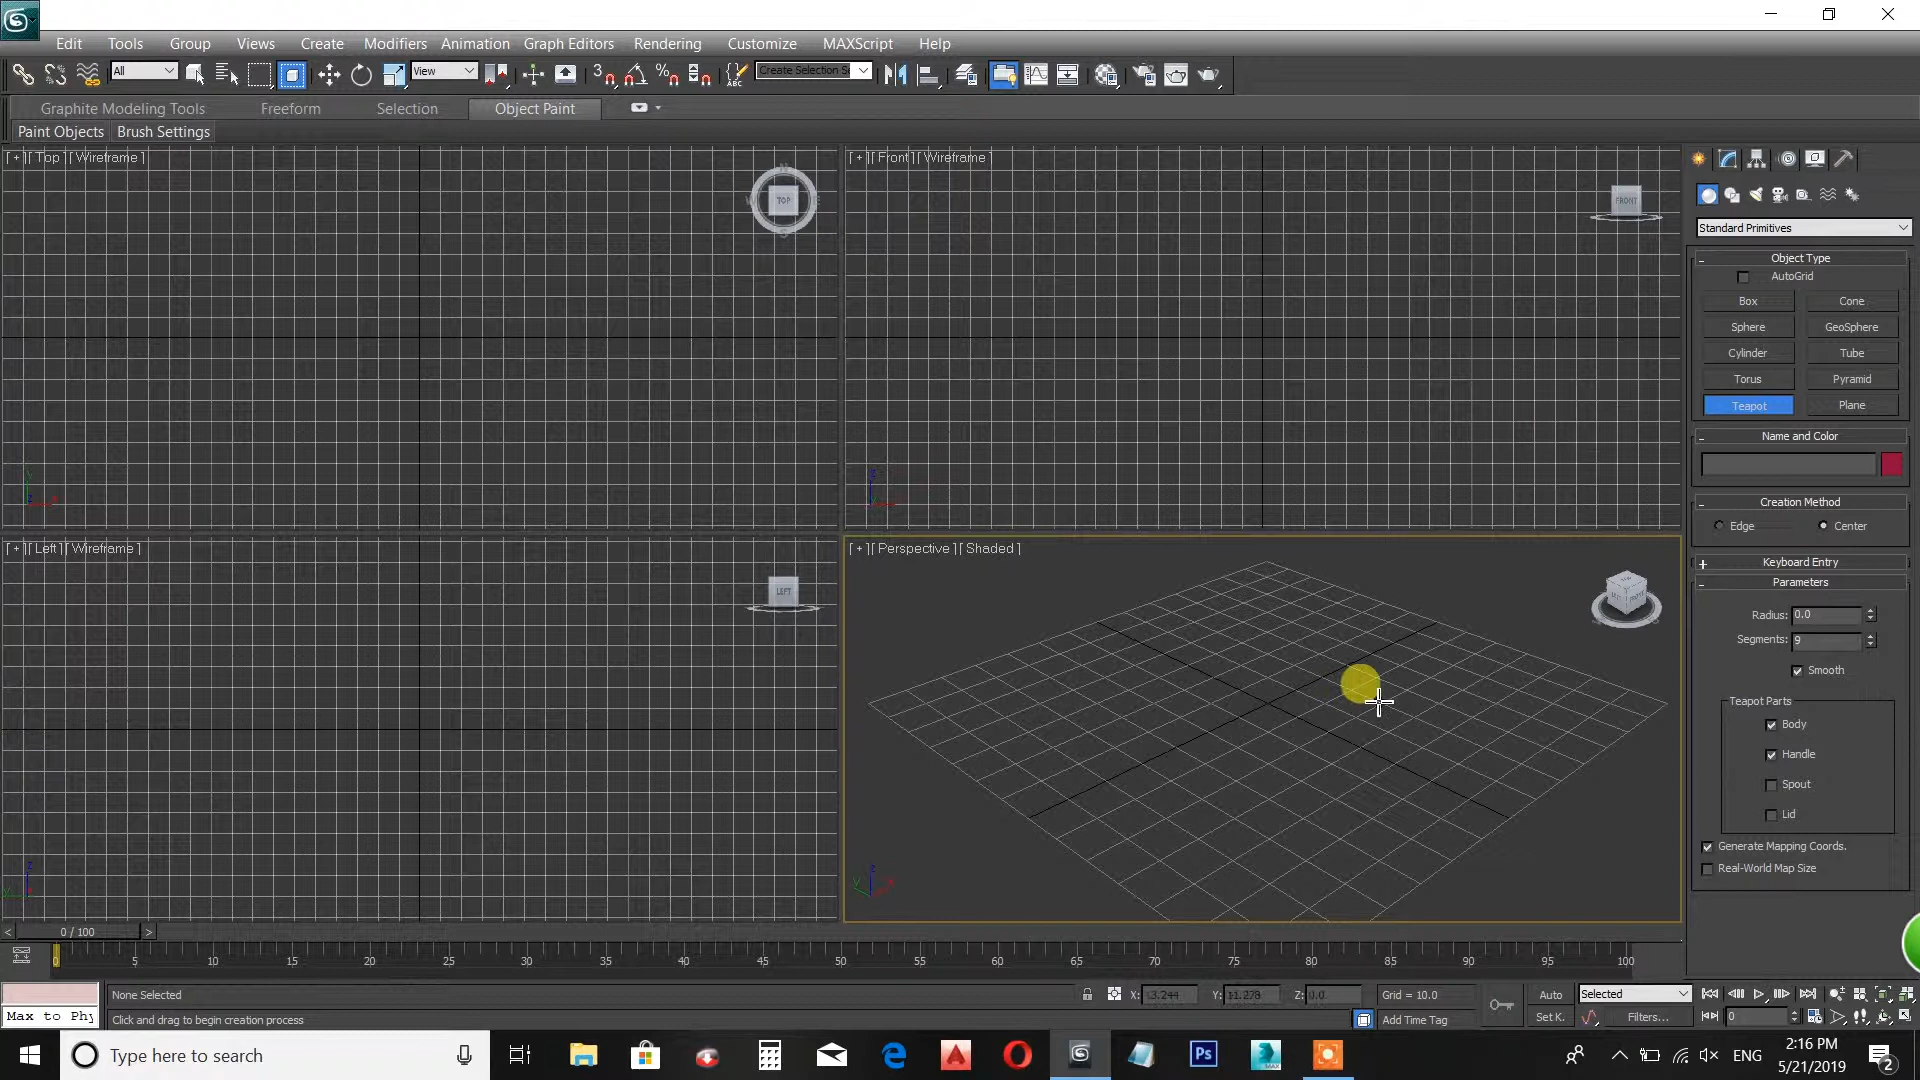 Edit Tools Group Views Create Modifiers Animation Graph Editors Rendering Customize MAXScript Help
All View 3 % ABC Create Selection Se
Graphite Modeling Tools Freeform Selection Object Paint
Paint Objects Brush Settings
[ + ][ Top ][ Wireframe ]
TOP
[ + ][ Front ][ Wireframe ]
FRONT
[ + ][ Left ][ Wireframe ]
LEFT
[ + ][ Perspective ][ Shaded ]
Standard Primitives
Object Type
AutoGrid
Box Cone
Sphere GeoSphere
Cylinder Tube
Torus Pyramid
Teapot Plane
Name and Color
Creation Method
Edge Center
Keyboard Entry
Parameters
Radius: 0.0
Segments: 9
Smooth
Teapot Parts
Body
Handle
Spout
Lid
Generate Mapping Coords.
Real-World Map Size
< 0 / 100 >
0 5 10 15 20 25 30 35 40 45 50 55 60 65 70 75 80 85 90 95 100
None Selected X: Y: 11.278 Z: 0.0 Grid = 10.0 Auto Selected
Max to Phy Click and drag to begin creation process Add Time Tag Set K. Filters... 0
Type here to search Ps ENG 2:16 PM
5/21/2019 2